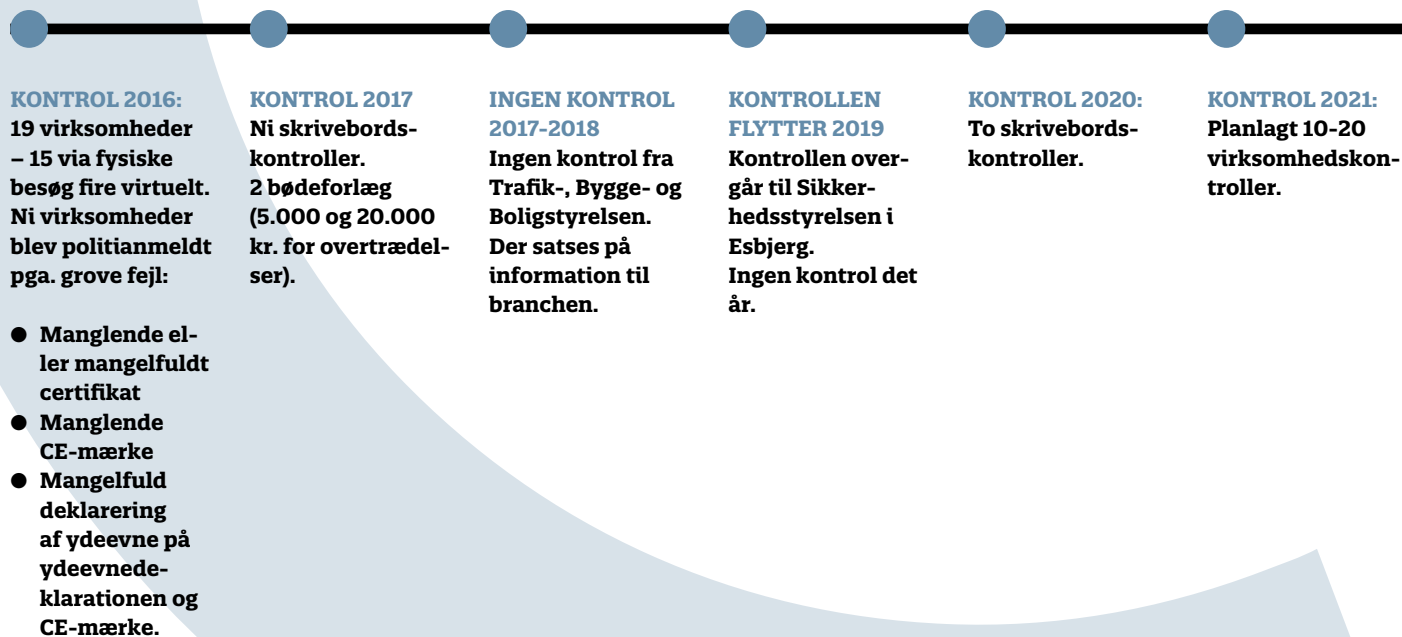 KONTROL 2016:
19 virksomheder
– 15 via fysiske
besøg fire virtuelt.
Ni virksomheder
blev politianmeldt
pga. grove fejl:
● Manglende el-
ler mangelfuldt
certifikat
● Manglende
CE-mærke
● Mangelfuld
deklarering
af ydeevne på
ydeevnede-
klarationen og
CE-mærke.
KONTROL 2017
Ni skrivebords-
kontroller.
2 bødeforlæg
(5.000 og 20.000
kr. for overtrædel-
ser).
INGEN KONTROL
2017-2018
Ingen kontrol fra
Trafik-, Bygge- og
Boligstyrelsen.
Der satses på
information til
branchen.
KONTROLLEN
FLYTTER 2019
Kontrollen over-
går til Sikker-
hedsstyrelsen i
Esbjerg.
Ingen kontrol det
år.
KONTROL 2020:
To skrivebords-
kontroller.
KONTROL 2021:
Planlagt 10-20
virksomhedskon-
troller.